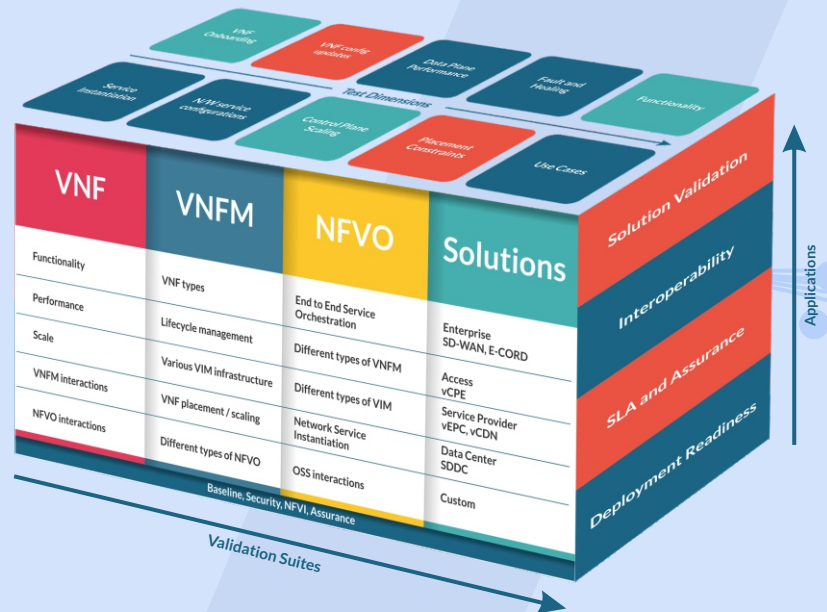 VNF
Onboarding
VNF config
updates
Data Plane
Performance
Fault and
Healing
Functionality
Test Dimensions
Service
Instantiation
N/W service
configurations
Control Plane
Scaling
Placement
Constraints
Use Cases
VNF
Functionality
Performance
Scale
VNFM interactions
NFVO interactions
VNFM
VNF types
Lifecycle management
Various VIM infrastructure
VNF placement / scaling
Different types of NFVO
NFVO
End to End Service
Orchestration
Different types of VNFM
Different types of VIM
Network Service
Instantiation
OSS interactions
Solutions
Enterprise
SD-WAN, E-CORD
Access
vCPE
Service Provider
vEPC, vCDN
Data Center
SDDC
Custom
Baseline, Security, NFVI, Assurance
Validation Suites
Solution Validation
Interoperability
SLA and Assurance
Deployment Readiness
Applications